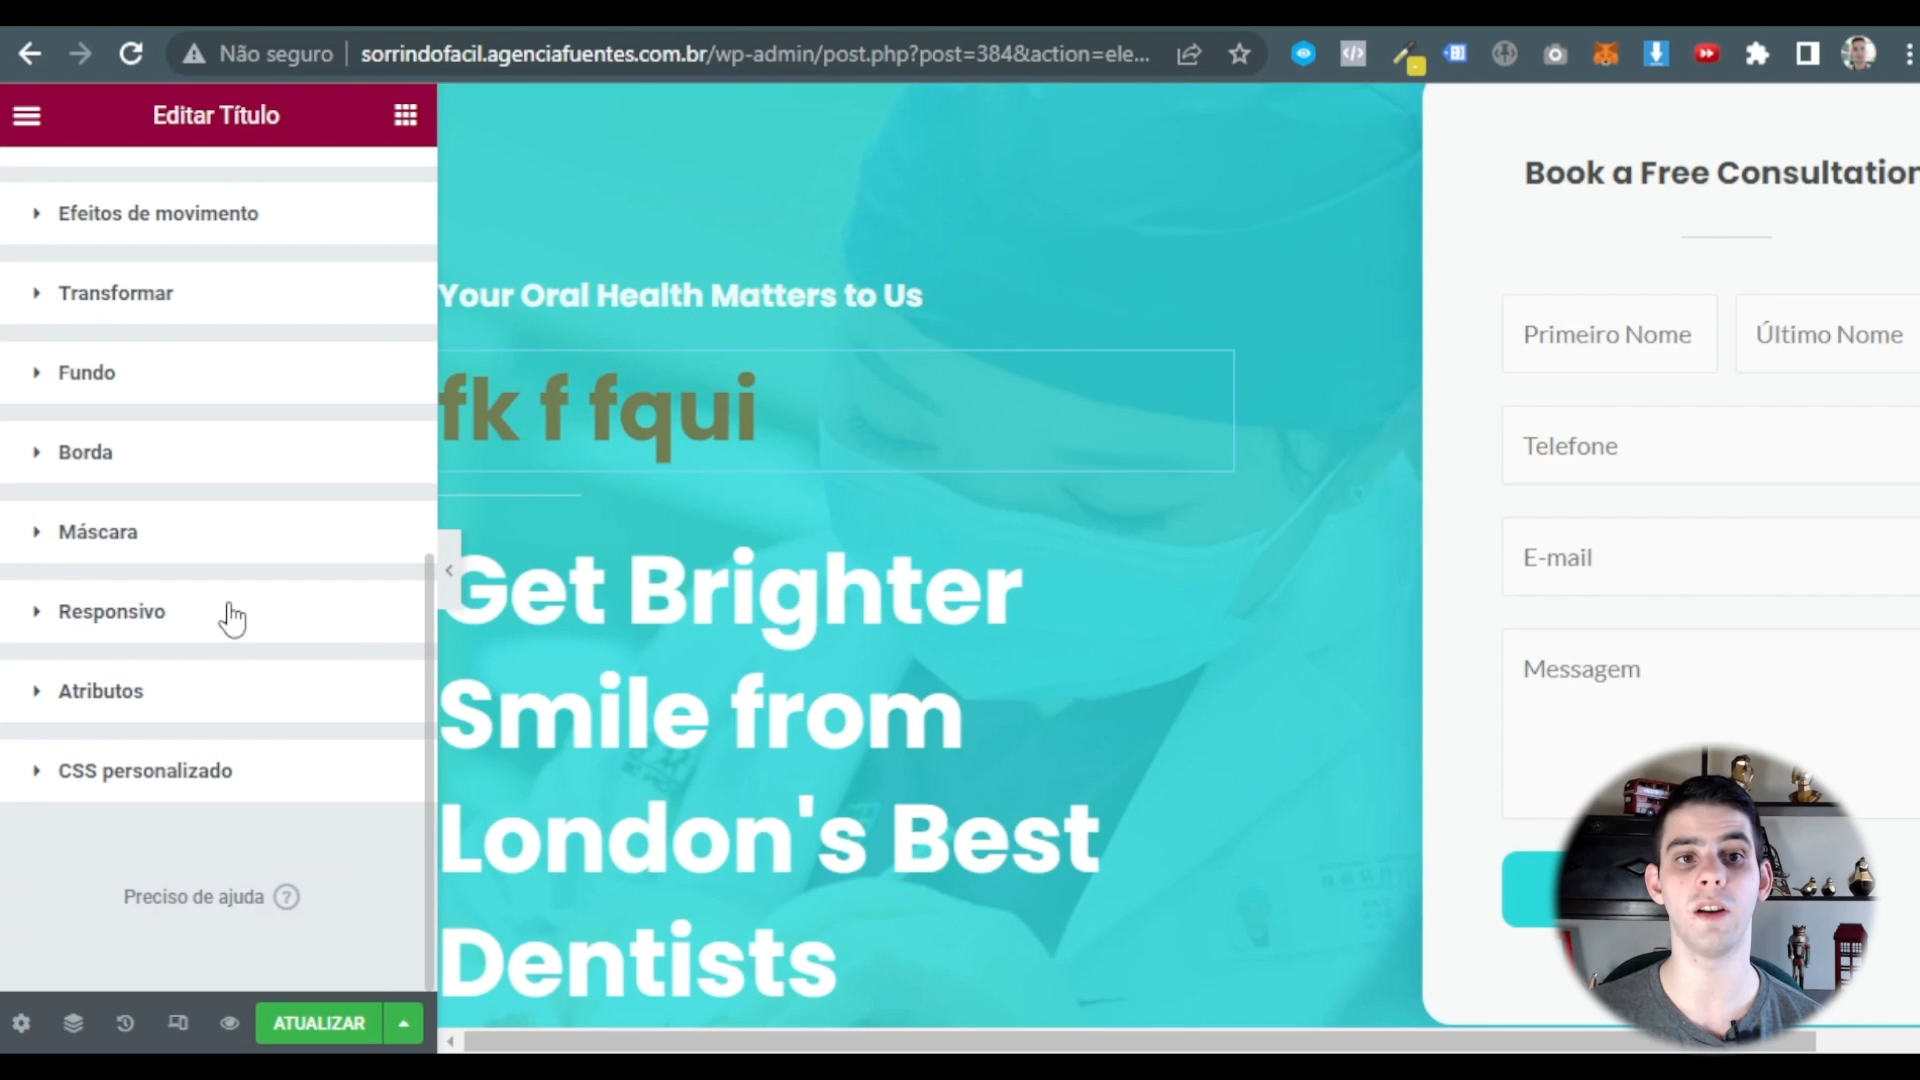 Não seguro
sorrindofacil.agenciafuentes.com.br/wp-admin/post.php?post=384&action=ele...
Editar Título
Efeitos de movimento
Transformar
Fundo
Borda
Máscara
Responsivo
Atributos
CSS personalizado
Preciso de ajuda ?
ATUALIZAR
Your Oral Health Matters to Us
fk f fqui
Get Brighter
Smile from
London's Best
Dentists
Book a Free Consultation
Primeiro Nome
Último Nome
Telefone
E-mail
Messagem